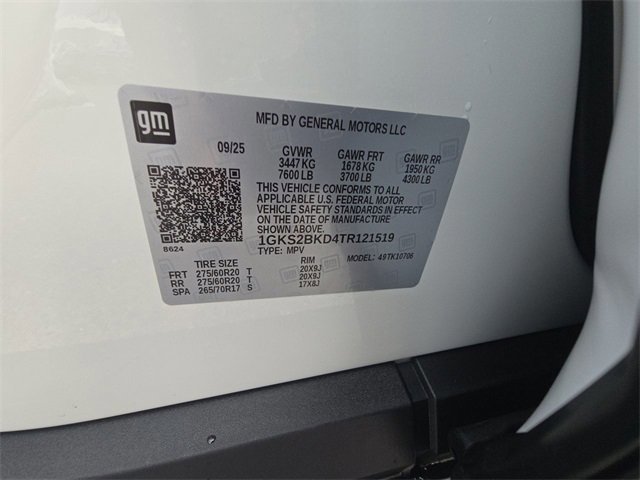 gm
MFD BY GENERAL MOTORS LLC
09/25 GVWR GAWR FRT GAWR RR
3447 KG 1678 KG 1950 KG
7600 LB 3700 LB 4300 LB
THIS VEHICLE CONFORMS TO ALL
APPLICABLE U.S. FEDERAL MOTOR
VEHICLE SAFETY STANDARDS IN EFFECT
ON THE DATE OF MANUFACTURE
SHOWN ABOVE.
1GKS2BKD4TR121519
8624
TYPE: MPV MODEL: 49TK10706
TIRE SIZE RIM
FRT 275/60R20 T 20X9J
RR 275/60R20 T 20X9J
SPA 265/70R17 S 17X8J